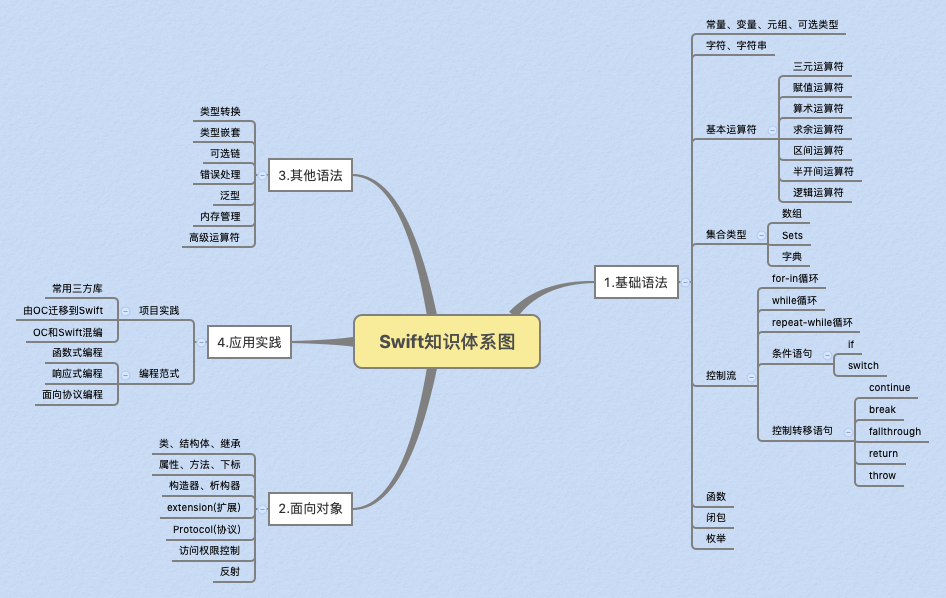 Swift知识体系图
1.基础语法
常量、变量、元组、可选类型
字符、字符串
基本运算符
三元运算符
赋值运算符
算术运算符
求余运算符
区间运算符
半开间运算符
逻辑运算符
集合类型
数组
Sets
字典
控制流
for-in循环
while循环
repeat-while循环
条件语句
if
switch
控制转移语句
continue
break
fallthrough
return
throw
函数
闭包
枚举
2.面向对象
类、结构体、继承
属性、方法、下标
构造器、析构器
extension(扩展)
Protocol(协议)
访问权限控制
反射
3.其他语法
类型转换
类型嵌套
可选链
错误处理
泛型
内存管理
高级运算符
4.应用实践
项目实践
常用三方库
由OC迁移到Swift
OC和Swift混编
编程范式
函数式编程
响应式编程
面向协议编程